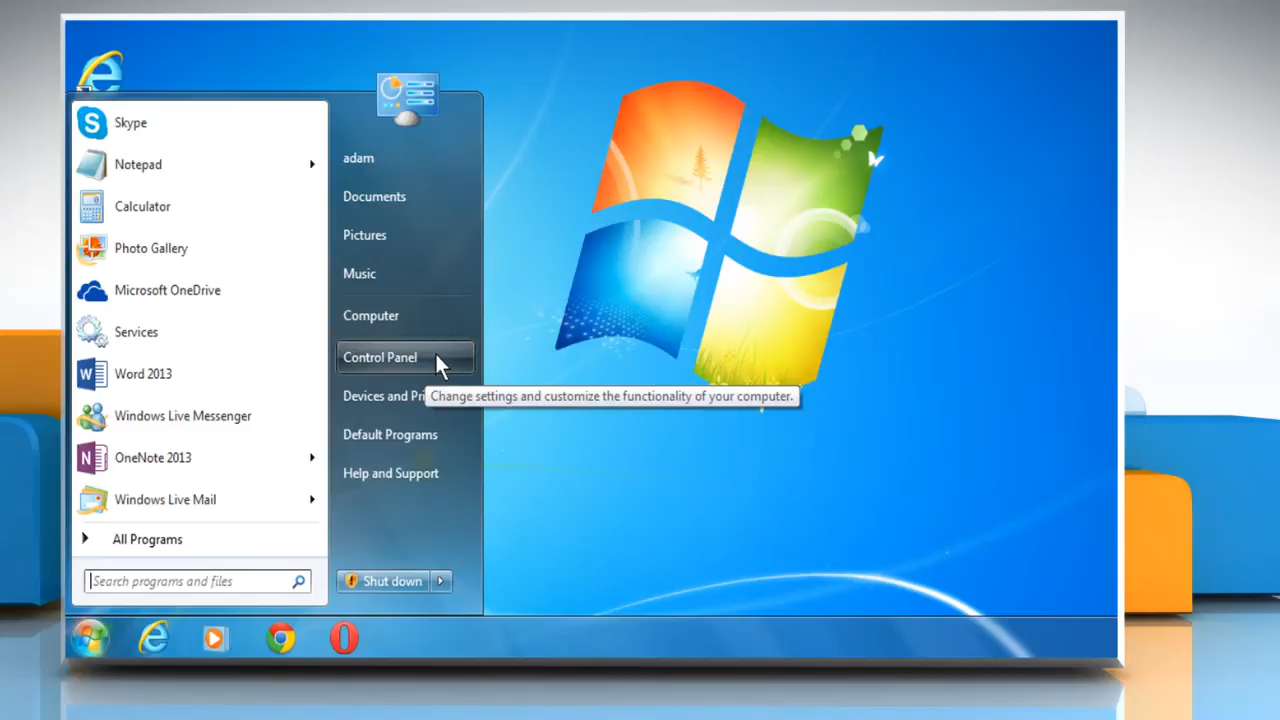 Skype
Notepad
Calculator
Photo Gallery
Microsoft OneDrive
Services
Word 2013
Windows Live Messenger
OneNote 2013
Windows Live Mail
All Programs
Search programs and files
adam
Documents
Pictures
Music
Computer
Control Panel
Devices and Pri
Change settings and customize the functionality of your computer.
Default Programs
Help and Support
Shut down